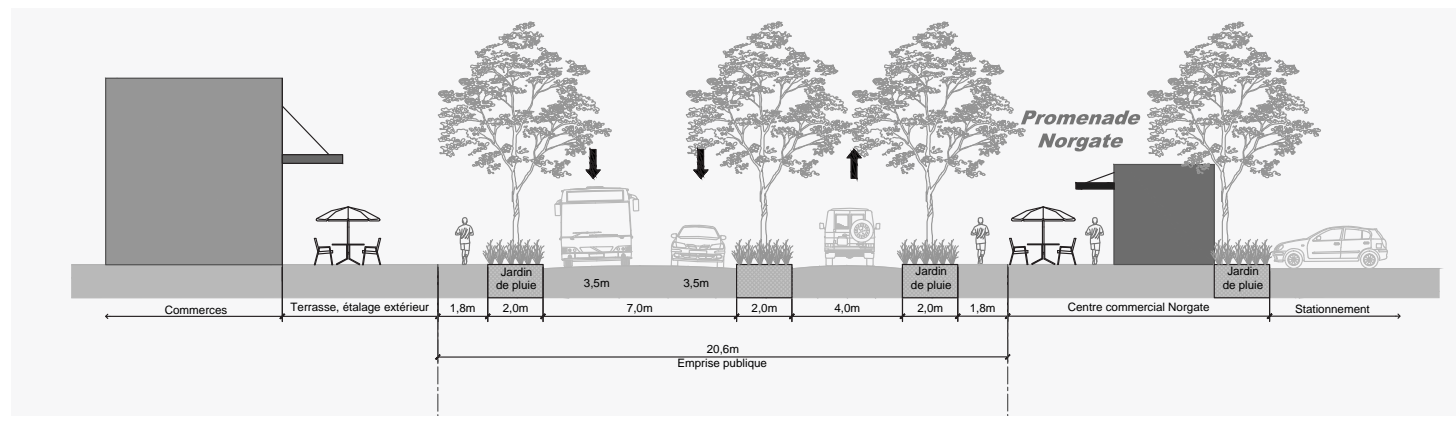 Promenade
Norgate
Jardin
de pluie
3,5m
3,5m
Jardin
de pluie
Jardin
de pluie
Commerces
Terrasse, étalage extérieur
1,8m
2,0m
7,0m
2,0m
4,0m
2,0m
1,8m
Centre commercial Norgate
Stationnement
20,6m
Emprise publique